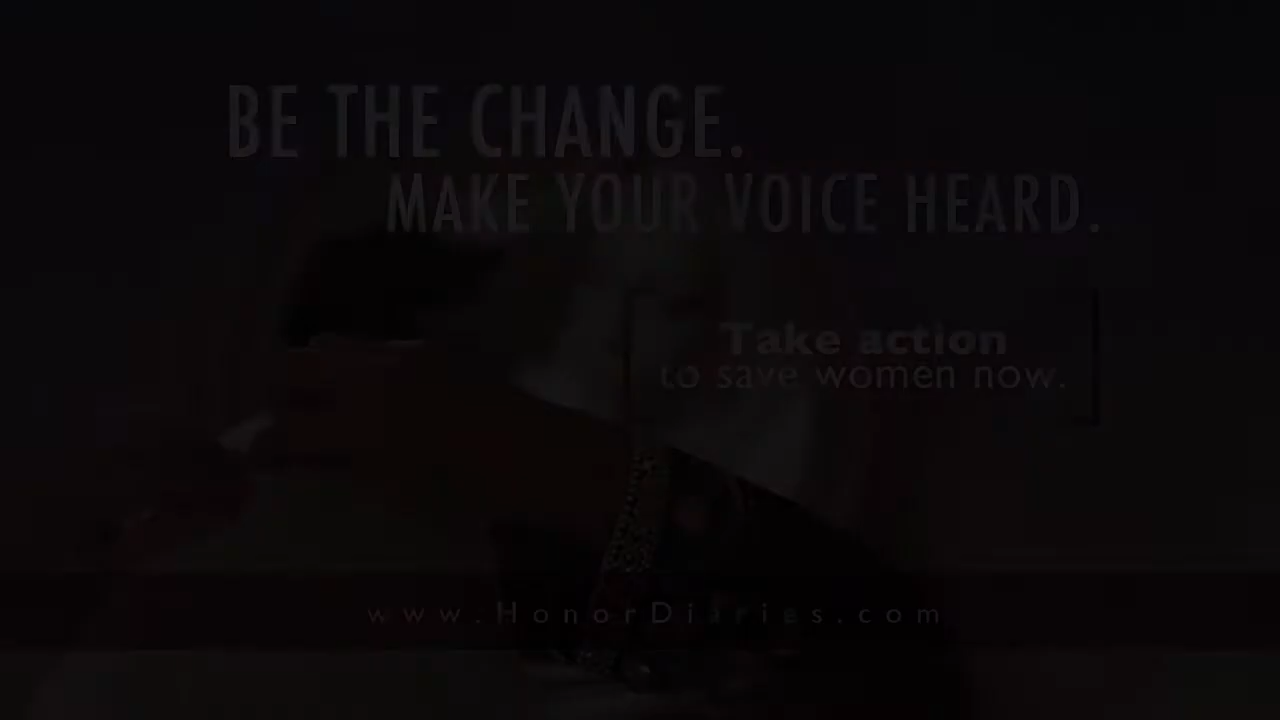 BE THE CHANGE.
MAKE YOUR VOICE HEARD.
Take action
to save women now.
www.HonorDiaries.com